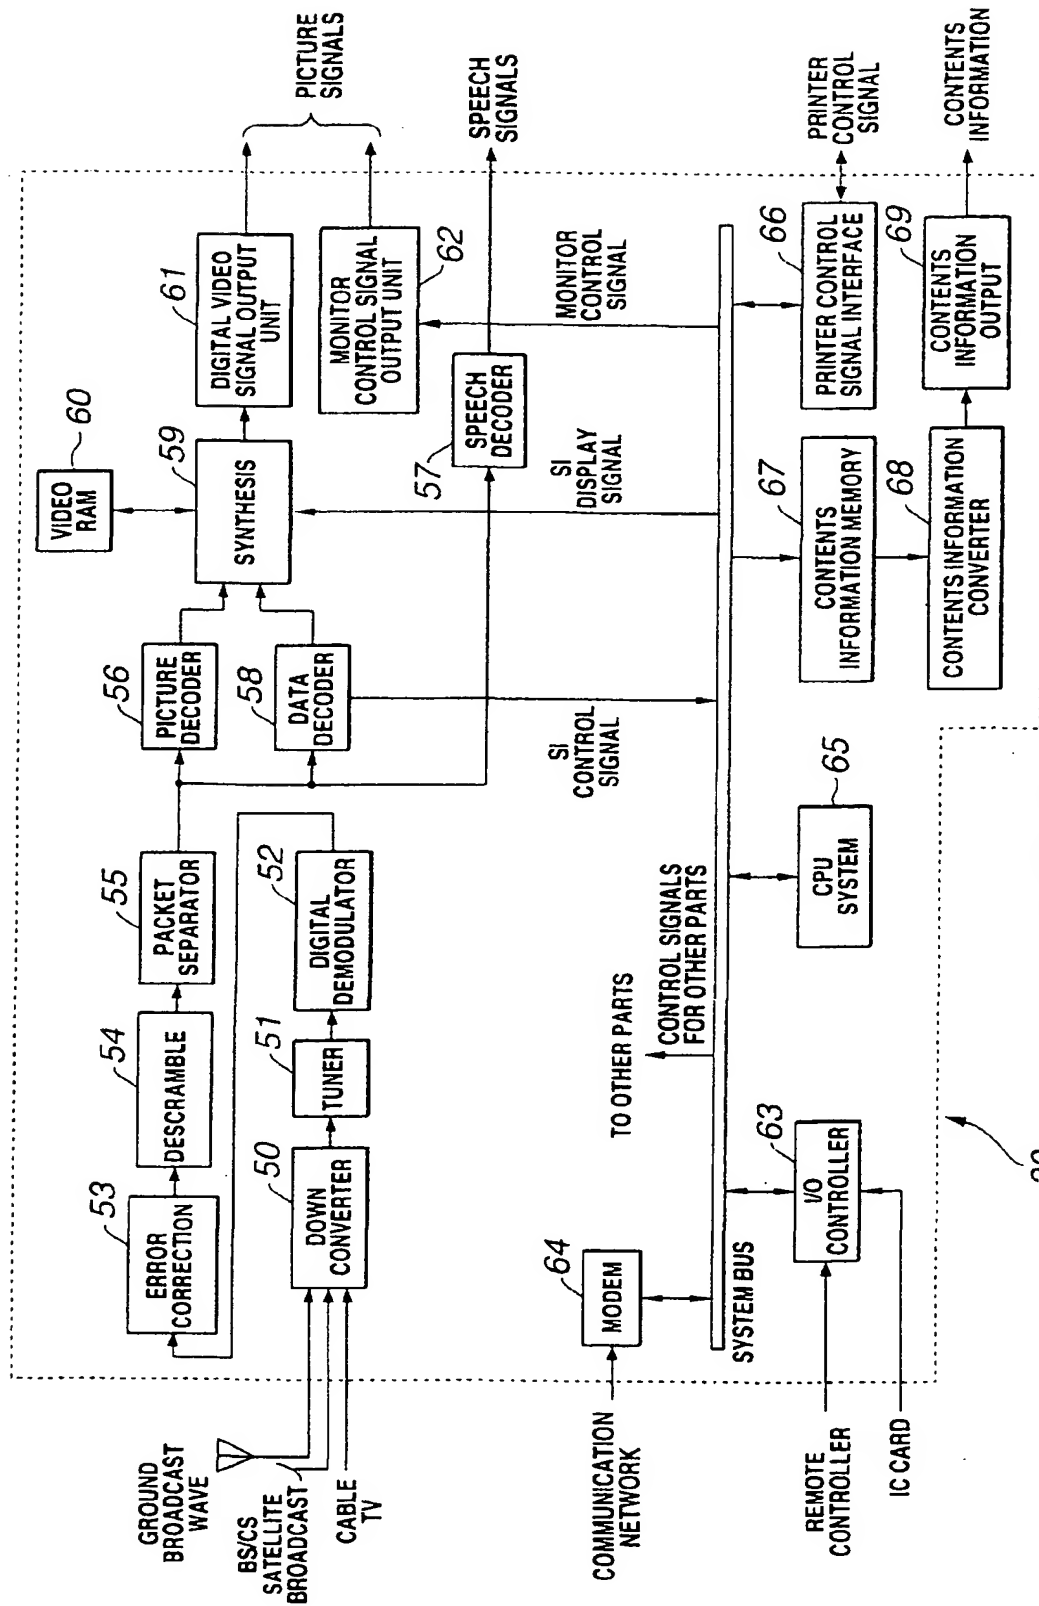 GROUND
BROADCAST
WAVE
BS/CS
SATELLITE
BROADCAST
CABLE
TV
53
ERROR
CORRECTION
54
DESCRAMBLE
55
PACKET
SEPARATOR
50
DOWN
CONVERTER
51
TUNER
52
DIGITAL
DEMODULATOR
56
PICTURE
DECODER
58
DATA
DECODER
60
VIDEO
RAM
59
SYNTHESIS
61
DIGITAL VIDEO
SIGNAL OUTPUT
UNIT
MONITOR
CONTROL SIGNAL
OUTPUT UNIT
62
PICTURE
SIGNALS
57
SPEECH
DECODER
SPEECH
SIGNALS
SI
CONTROL
SIGNAL
SI
DISPLAY
SIGNAL
MONITOR
CONTROL
SIGNAL
COMMUNICATION
NETWORK
64
MODEM
TO OTHER PARTS
CONTROL SIGNALS
FOR OTHER PARTS
SYSTEM BUS
REMOTE
CONTROLLER
IC CARD
63
I/O
CONTROLLER
65
CPU
SYSTEM
67
CONTENTS
INFORMATION MEMORY
68
CONTENTS INFORMATION
CONVERTER
66
PRINTER CONTROL
SIGNAL INTERFACE
69
CONTENTS
INFORMATION
OUTPUT
PRINTER
CONTROL
SIGNAL
CONTENTS
INFORMATION